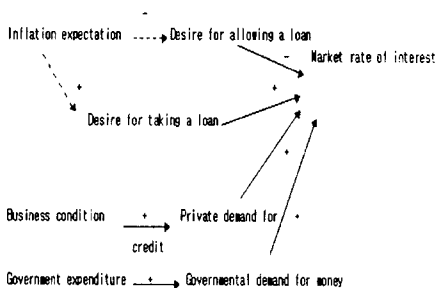 -
Inflation expectation Desire for allowing a loan
- Market rate of interest
+ +
Desire for taking a loan
+
Business condition + Private demand for +
credit
Government expenditure + Governmental demand for money